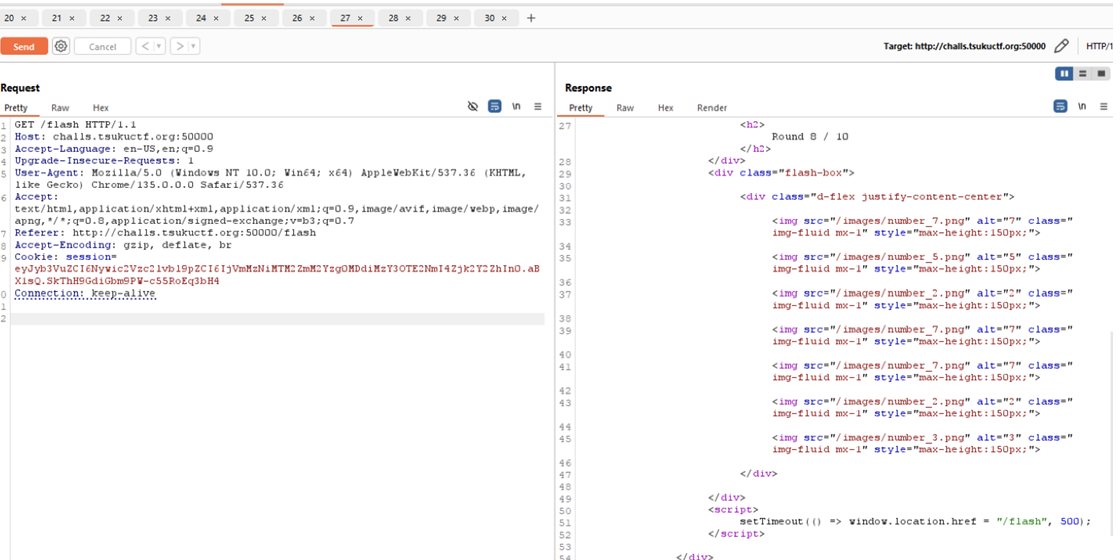 20 × 21 × 22 × 23 × 24 × 25 × 26 × 27 × 28 × 29 × 30 × +
Send Cancel < > Target: http://challs.tsukuctf.org:50000 HTTP/1
Request
Pretty Raw Hex \n
1 GET /flash HTTP/1.1
2 Host: challs.tsukuctf.org:50000
3 Accept-Language: en-US,en;q=0.9
4 Upgrade-Insecure-Requests: 1
5 User-Agent: Mozilla/5.0 (Windows NT 10.0; Win64; x64) AppleWebKit/537.36 (KHTML,
like Gecko) Chrome/135.0.0.0 Safari/537.36
6 Accept:
text/html,application/xhtml+xml,application/xml;q=0.9,image/avif,image/webp,image/
apng,*/*;q=0.8,application/signed-exchange;v=b3;q=0.7
7 Referer: http://challs.tsukuctf.org:50000/flash
8 Accept-Encoding: gzip, deflate, br
9 Cookie: session=
0 Connection: keep-alive
1
2
Response
Pretty Raw Hex Render \n
27 <h2>
Round 8 / 10
</h2>
28 </div>
29 <div class="flash-box">
30
31 <div class="d-flex justify-content-center">
32
33 <img src="/images/number_7.png" alt="7" class="
img-fluid mx-1" style="max-height:150px;">
34
35 <img src="/images/number_5.png" alt="5" class="
img-fluid mx-1" style="max-height:150px;">
36
37 <img src="/images/number_2.png" alt="2" class="
img-fluid mx-1" style="max-height:150px;">
38
39 <img src="/images/number_7.png" alt="7" class="
img-fluid mx-1" style="max-height:150px;">
40
41 <img src="/images/number_7.png" alt="7" class="
img-fluid mx-1" style="max-height:150px;">
42
43 <img src="/images/number_2.png" alt="2" class="
img-fluid mx-1" style="max-height:150px;">
44
45 <img src="/images/number_3.png" alt="3" class="
img-fluid mx-1" style="max-height:150px;">
46
47 </div>
48
49 </div>
50 <script>
51 setTimeout(() => window.location.href = "/flash", 500);
52 </script>
53
54 </div>